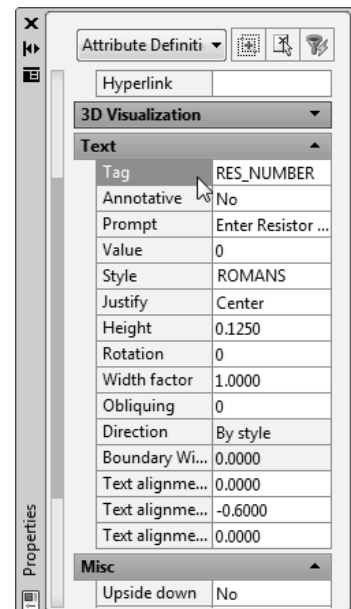 Attribute Definiti
Hyperlink
3D Visualization
Text
Tag RES_NUMBER
Annotative No
Prompt Enter Resistor ...
Value 0
Style ROMANS
Justify Center
Height 0.1250
Rotation 0
Width factor 1.0000
Obliquing 0
Direction By style
Boundary Wi... 0.0000
Text alignme... 0.0000
Text alignme... -0.6000
Text alignme... 0.0000
Misc
Upside down No
Properties